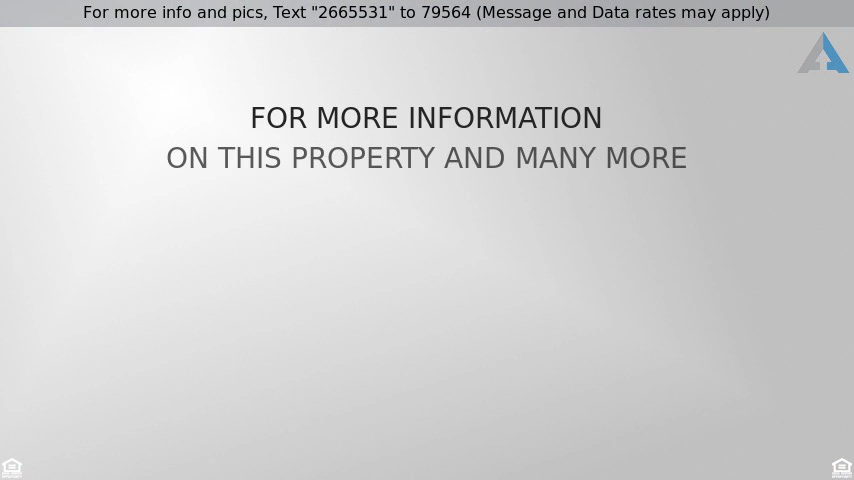 For more info and pics, Text "2665531" to 79564 (Message and Data rates may apply)
FOR MORE INFORMATION
ON THIS PROPERTY AND MANY MORE